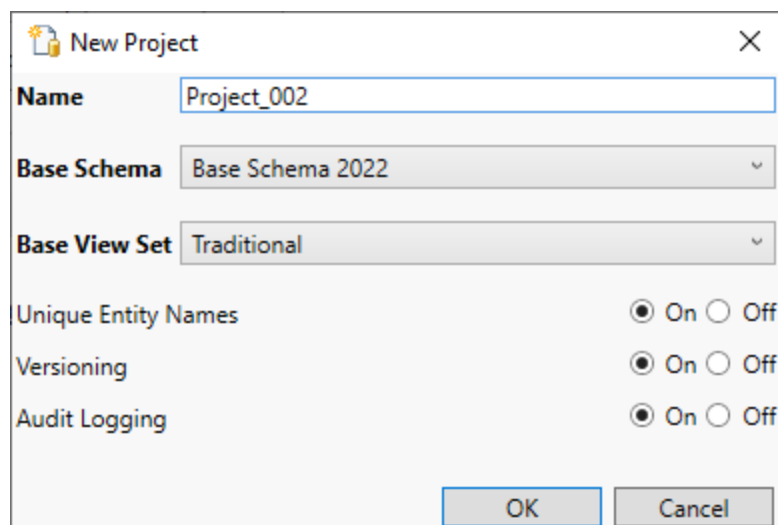 New Project
Name Project_002
Base Schema Base Schema 2022
Base View Set Traditional
Unique Entity Names On Off
Versioning On Off
Audit Logging On Off
OK Cancel